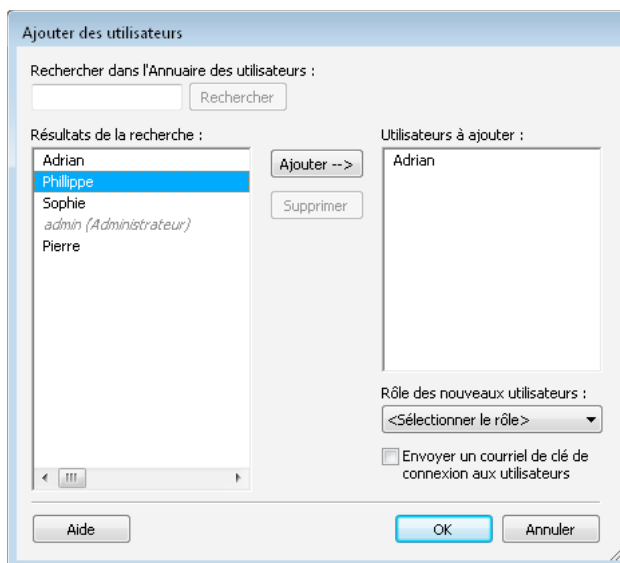 Ajouter des utilisateurs
Rechercher dans l'Annuaire des utilisateurs :
Rechercher
Résultats de la recherche :
Adrian
Phillippe
Sophie
admin (Administrateur)
Pierre
Ajouter -->
Supprimer
Utilisateurs à ajouter :
Adrian
Rôle des nouveaux utilisateurs :
<Sélectionner le rôle>
Envoyer un courriel de clé de
connexion aux utilisateurs
Aide
OK
Annuler